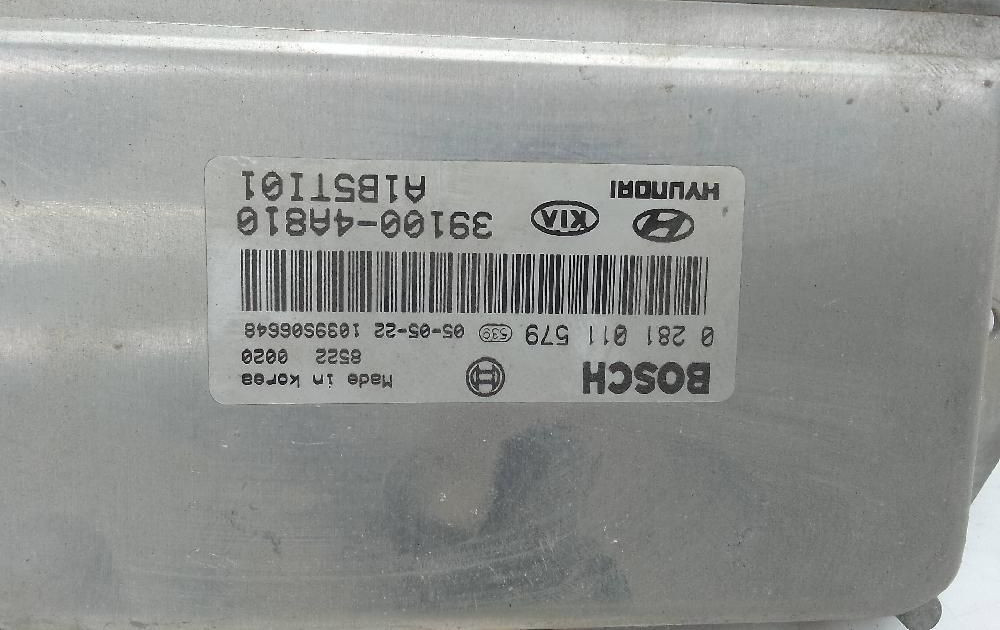 BOSCH
Made in Korea
8522 0020
0 281 011 579 539 05-05-22 1039S06648
KIA 39100-4A810
HYUNDAI A1B5TI01